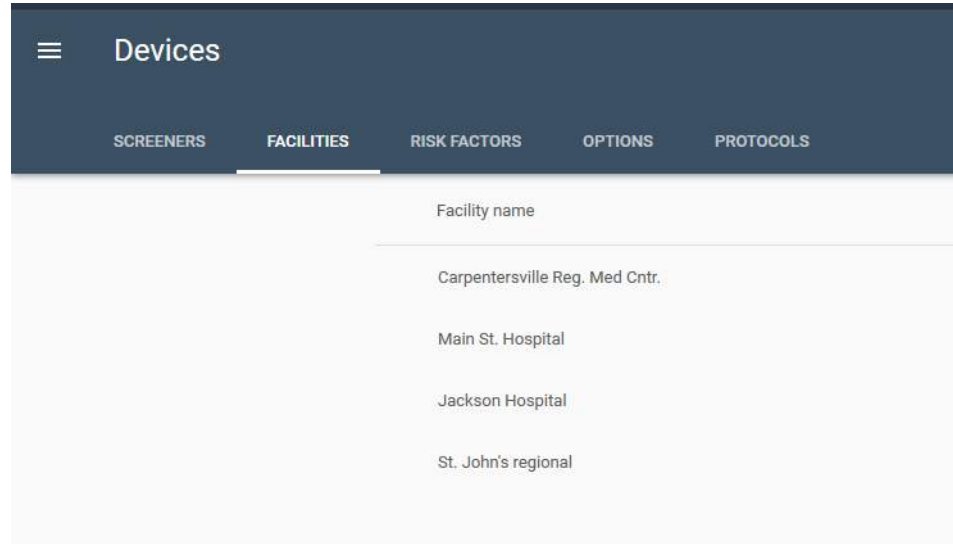 Devices
SCREENERS FACILITIES RISK FACTORS OPTIONS PROTOCOLS
Facility name
Carpentersville Reg. Med Cntr.
Main St. Hospital
Jackson Hospital
St. John's regional